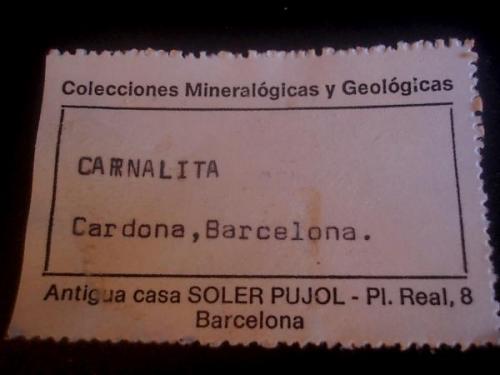 Colecciones Mineralógicas y Geológicas
CARNALITA
Cardona,Barcelona.
Antigua casa SOLER PUJOL - Pl. Real, 8
Barcelona